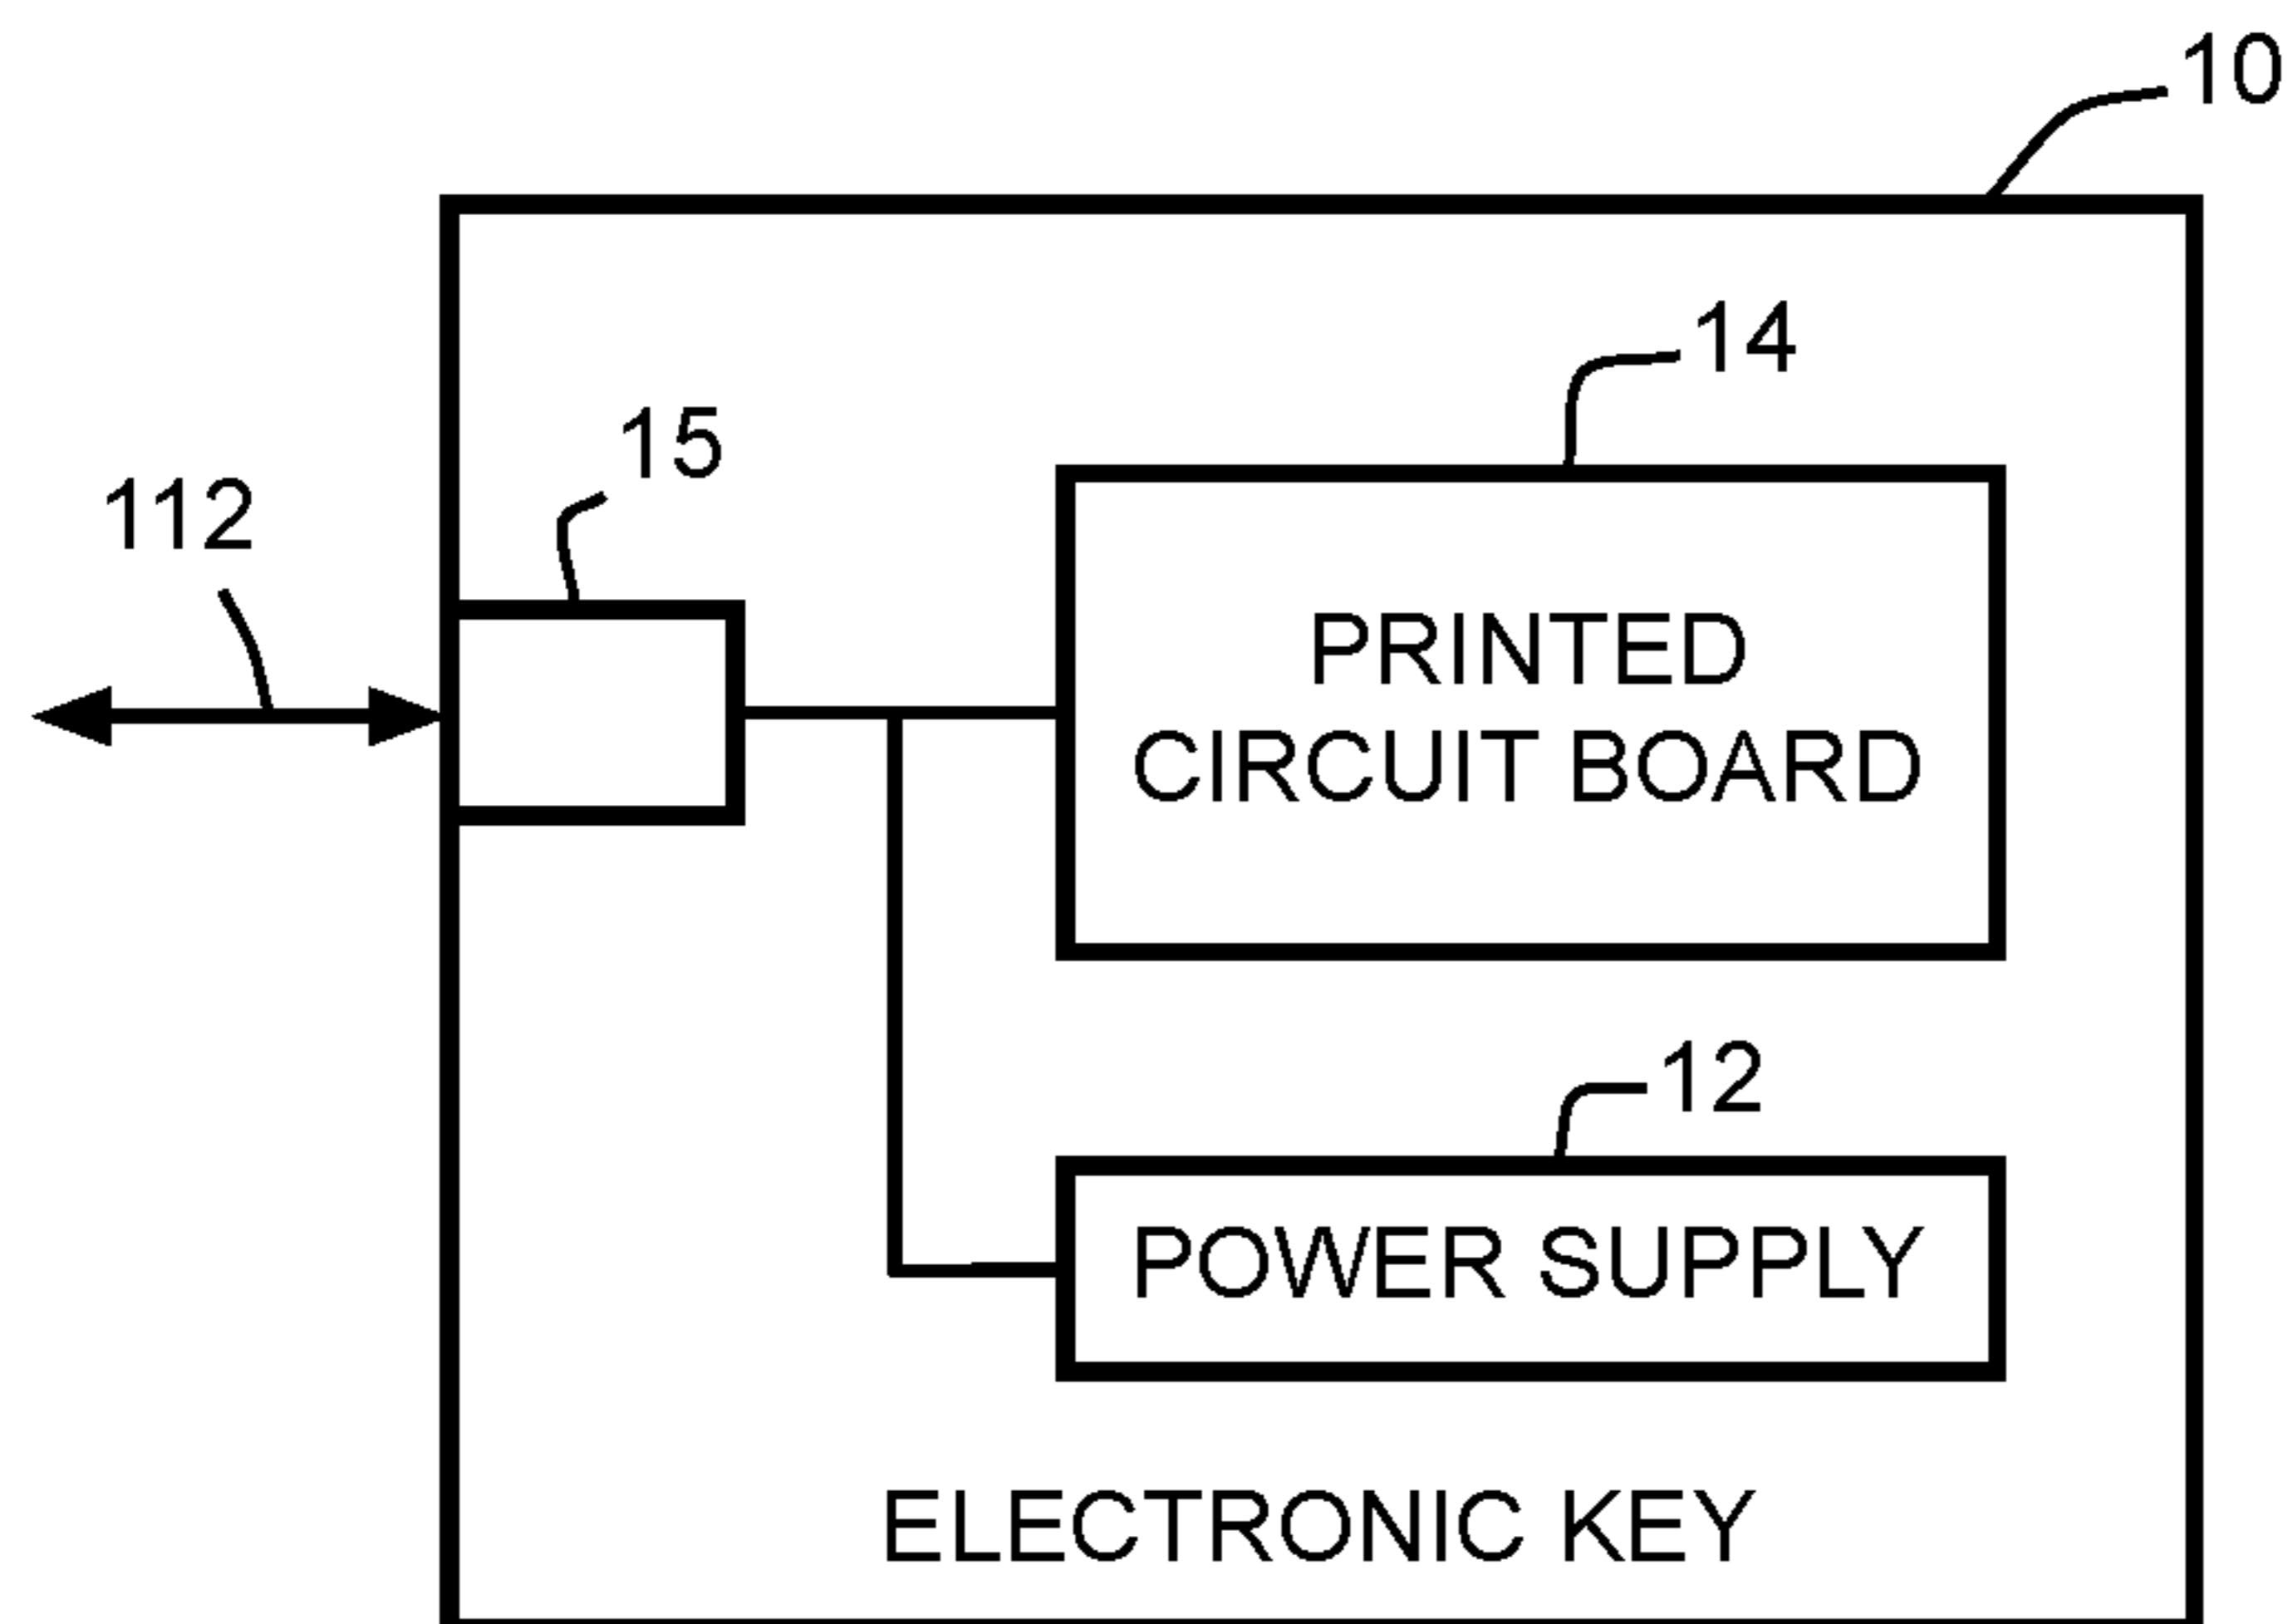 10
14
15
112
PRINTED
CIRCUIT BOARD
12
POWER SUPPLY
ELECTRONIC KEY